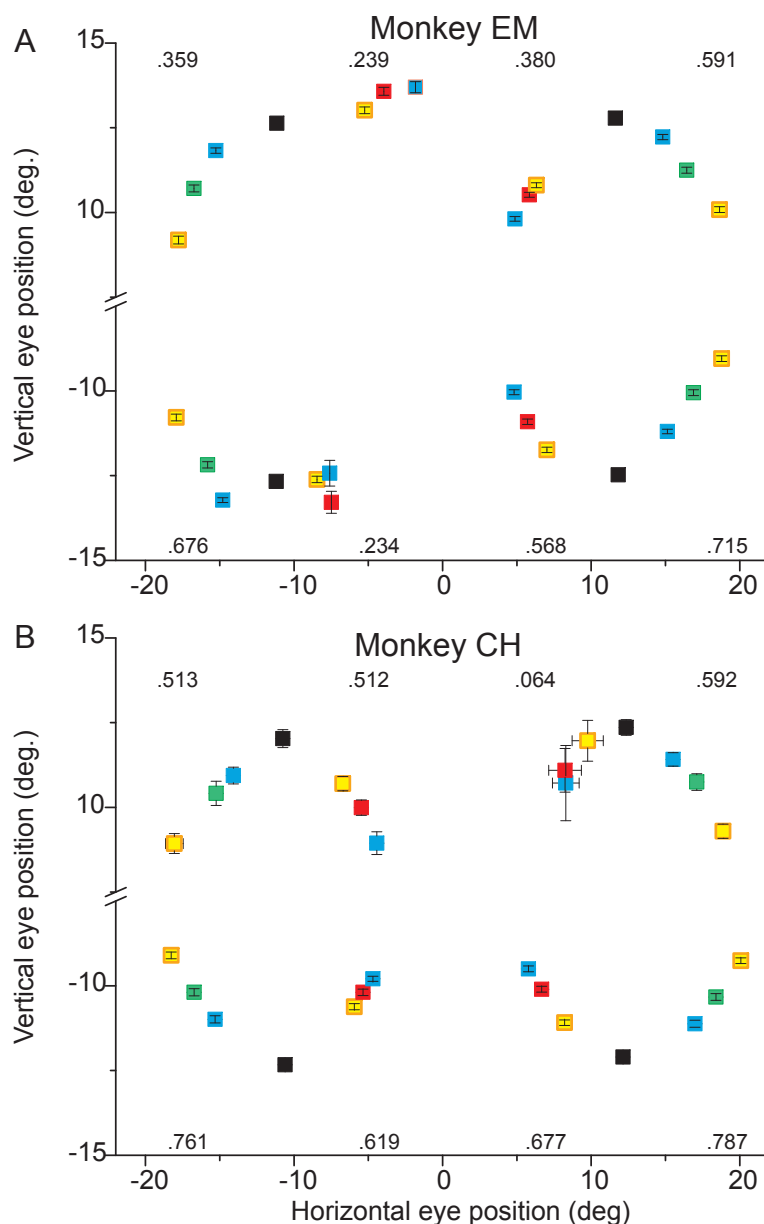 A
Monkey EM
15
.359 .239 .380 .591
10
Vertical eye position (deg.)
-10
.676 .234 .568 .715
-15
-20 -10 0 10 20
B
Monkey CH
15
.513 .512 .064 .592
10
Vertical eye position (deg.)
-10
.761 .619 .677 .787
-15
-20 -10 0 10 20
Horizontal eye position (deg)